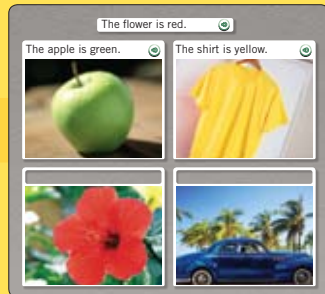 The flower is red.
The apple is green.
The shirt is yellow.